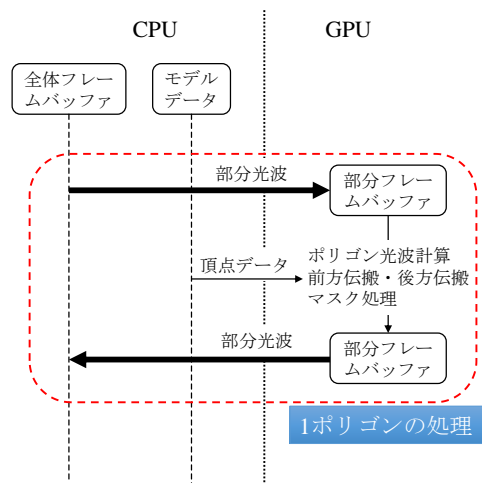 CPU
GPU
全体フレー
ムバッファ
モデル
データ
部分光波
部分フレー
ムバッファ
頂点データ
ポリゴン光波計算
前方伝搬・後方伝搬
マスク処理
部分光波
部分フレー
ムバッファ
1ポリゴンの処理